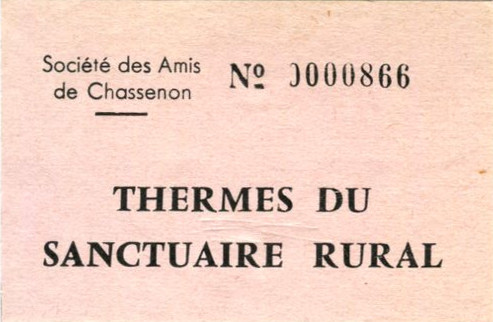 Société des Amis
de Chassenon
Nº 0000866
THERMES DU
SANCTUAIRE RURAL